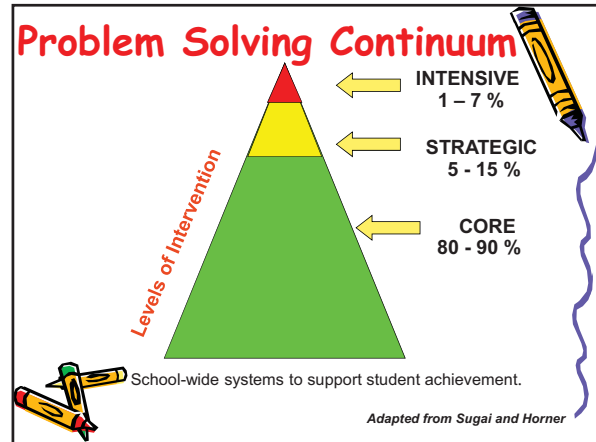 Problem Solving Continuum
INTENSIVE
1 – 7 %
STRATEGIC
5 - 15 %
CORE
80 - 90 %
Levels of Intervention
School-wide systems to support student achievement.
Adapted from Sugai and Horner